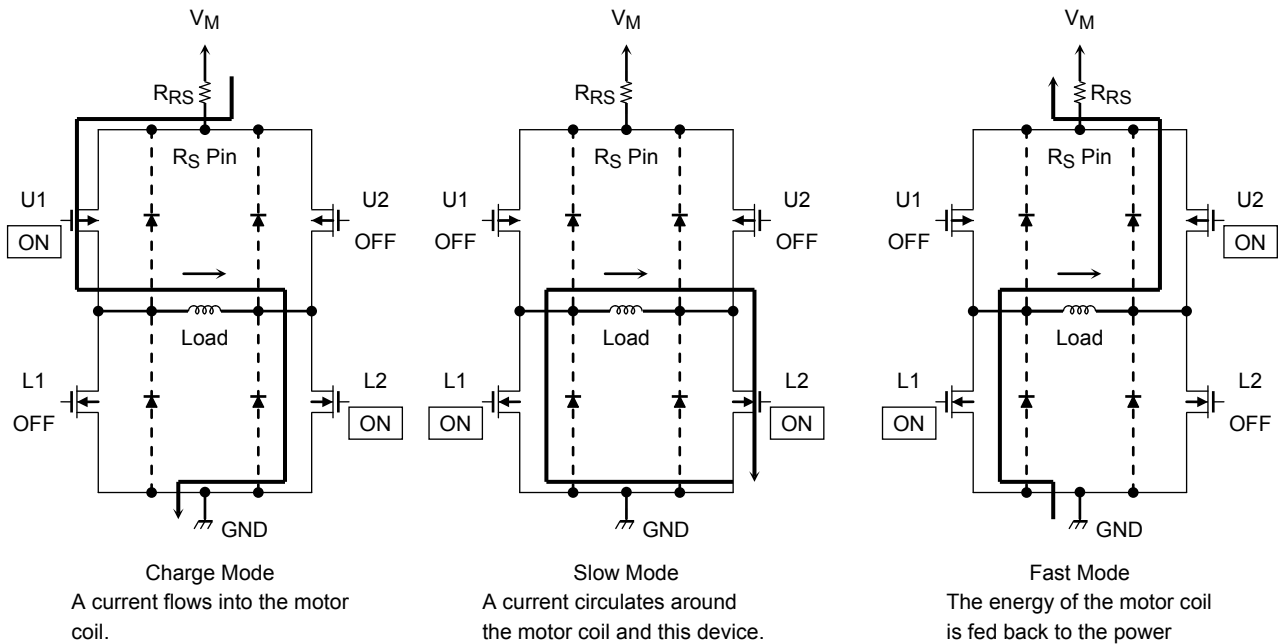 VM
VM
VM
RRS
RRS
RRS
RS Pin
RS Pin
RS Pin
U1
U2
U1
U2
U1
U2
ON
OFF
OFF
OFF
OFF
ON
Load
Load
Load
L1
L2
L1
L2
L1
L2
OFF
ON
ON
ON
ON
OFF
GND
GND
GND
Charge Mode
A current flows into the motor
coil.
Slow Mode
A current circulates around
the motor coil and this device.
Fast Mode
The energy of the motor coil
is fed back to the power